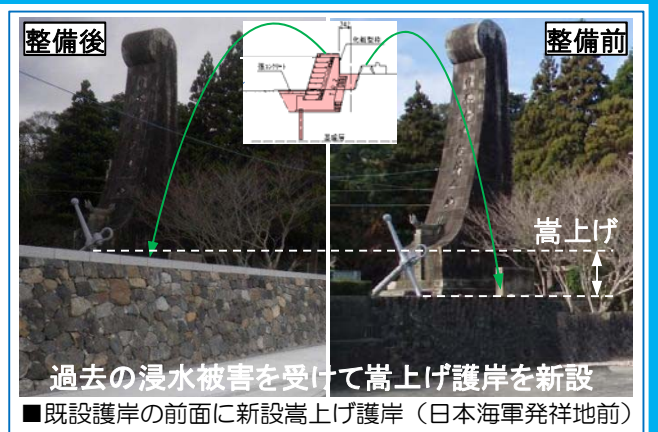 整備後
整備前
嵩上げ
過去の浸水被害を受けて嵩上げ護岸を新設
■既設護岸の前面に新設嵩上げ護岸（日本海軍発祥地前）